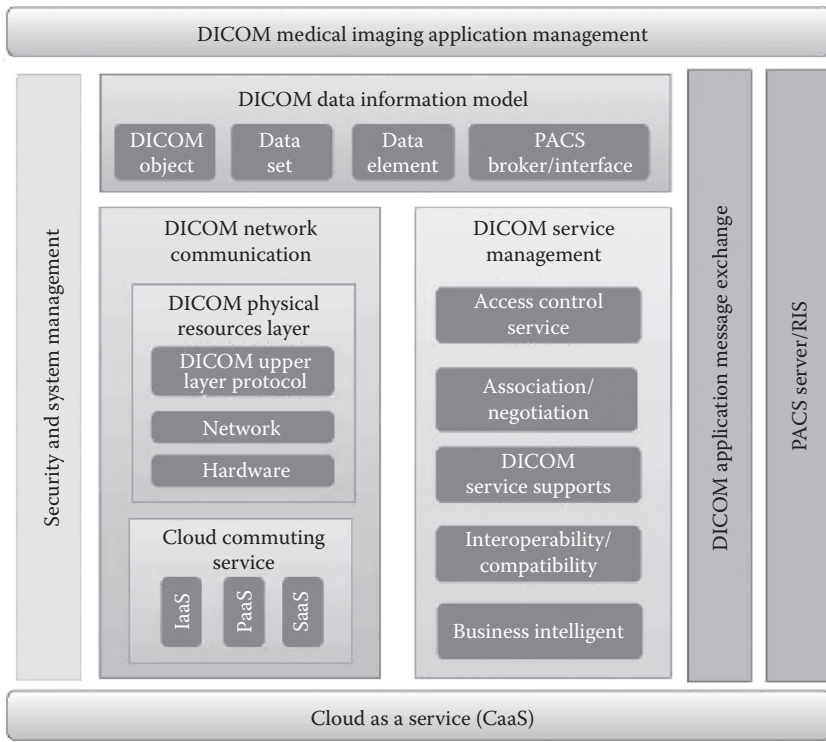 DICOM medical imaging application management
Security and system management
DICOM data information model
DICOM
object
Data
set
Data
element
PACS
broker/interface
DICOM network
communication
DICOM physical
resources layer
DICOM upper
layer protocol
Network
Hardware
Cloud commuting
service
IaaS
PaaS
SaaS
DICOM service
management
Access control
service
Association/
negotiation
DICOM
service supports
Interoperability/
compatibility
Business intelligent
DICOM application message exchange
PACS server/RIS
Cloud as a service (CaaS)